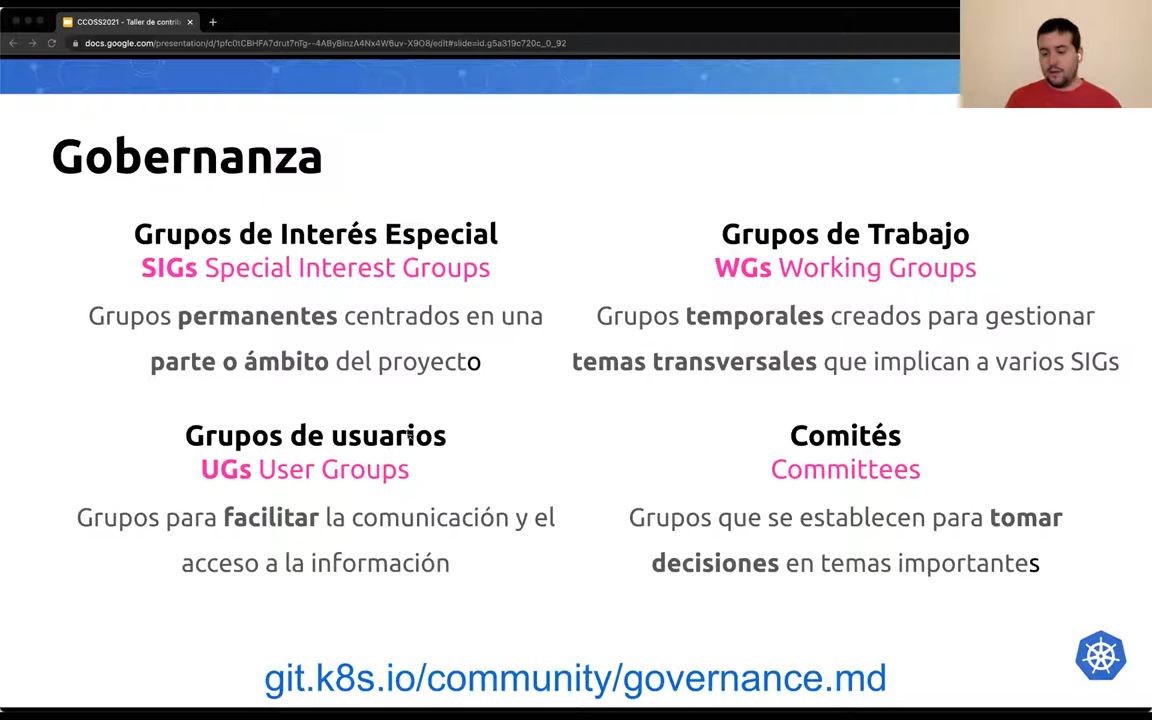 CCOSS2021 - Taller de contrib
docs.google.com/presentation/d/1pfc0tCBHFA7drut7nTg--4AByBinzA4Nx4W6uv-X9O8/edit#slide=id.g5a319c720c_0_92
Gobernanza
Grupos de Interés Especial
SIGs Special Interest Groups
Grupos permanentes centrados en una
parte o ámbito del proyecto
Grupos de Trabajo
WGs Working Groups
Grupos temporales creados para gestionar
temas transversales que implican a varios SIGs
Grupos de usuarios
UGs User Groups
Grupos para facilitar la comunicación y el
acceso a la información
Comités
Committees
Grupos que se establecen para tomar
decisiones en temas importantes
git.k8s.io/community/governance.md